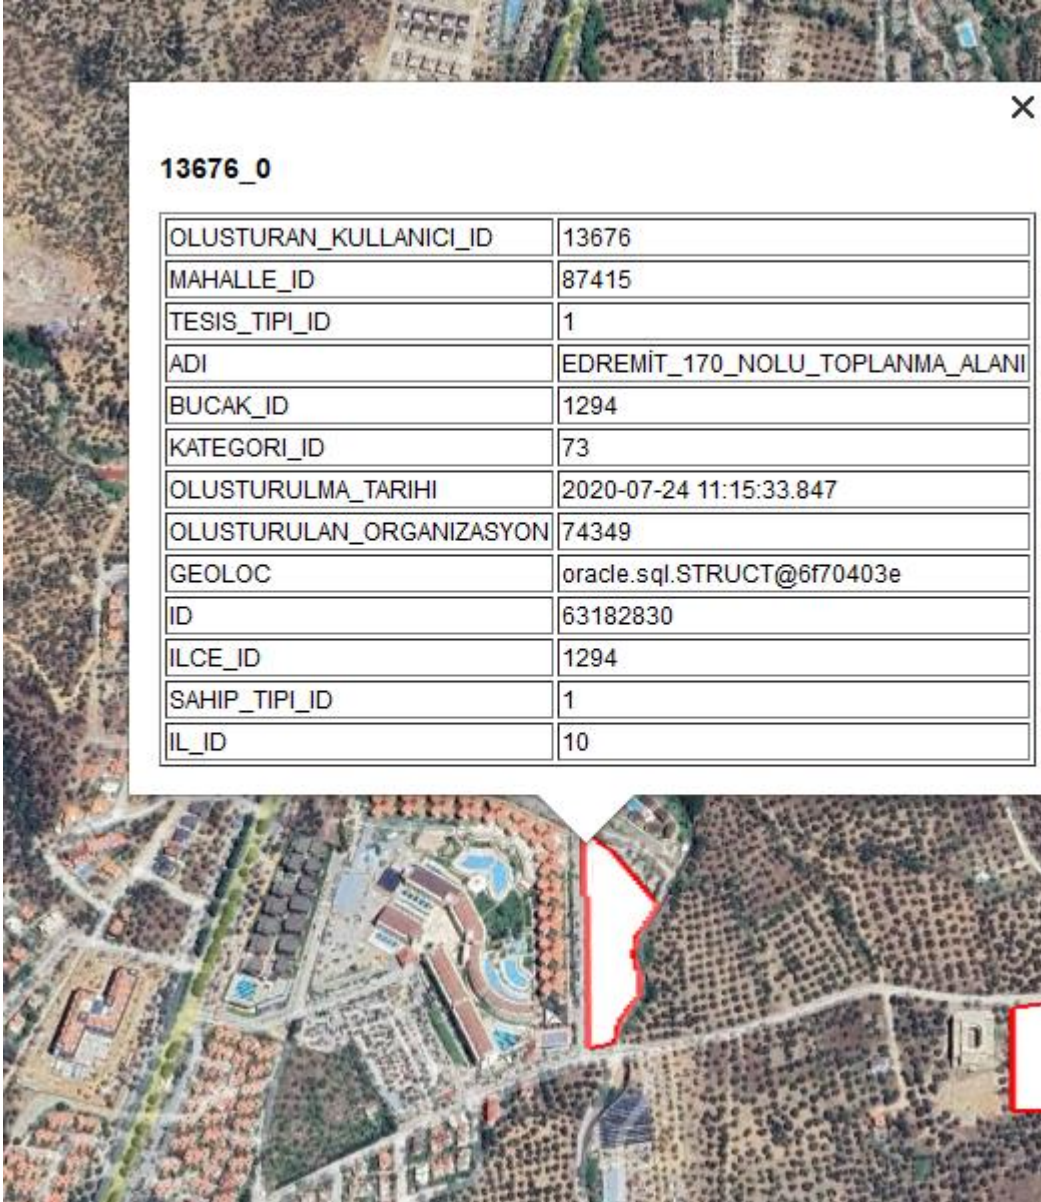 13676_0
OLUSTURAN_KULLANICI_ID 13676
MAHALLE_ID 87415
TESIS_TIPI_ID 1
ADI EDREMİT_170_NOLU_TOPLANMA_ALANI
BUCAK_ID 1294
KATEGORI_ID 73
OLUSTURULMA_TARIHI 2020-07-24 11:15:33.847
OLUSTURULAN_ORGANIZASYON 74349
GEOLOC oracle.sql.STRUCT@6f70403e
ID 63182830
ILCE_ID 1294
SAHIP_TIPI_ID 1
IL_ID 10